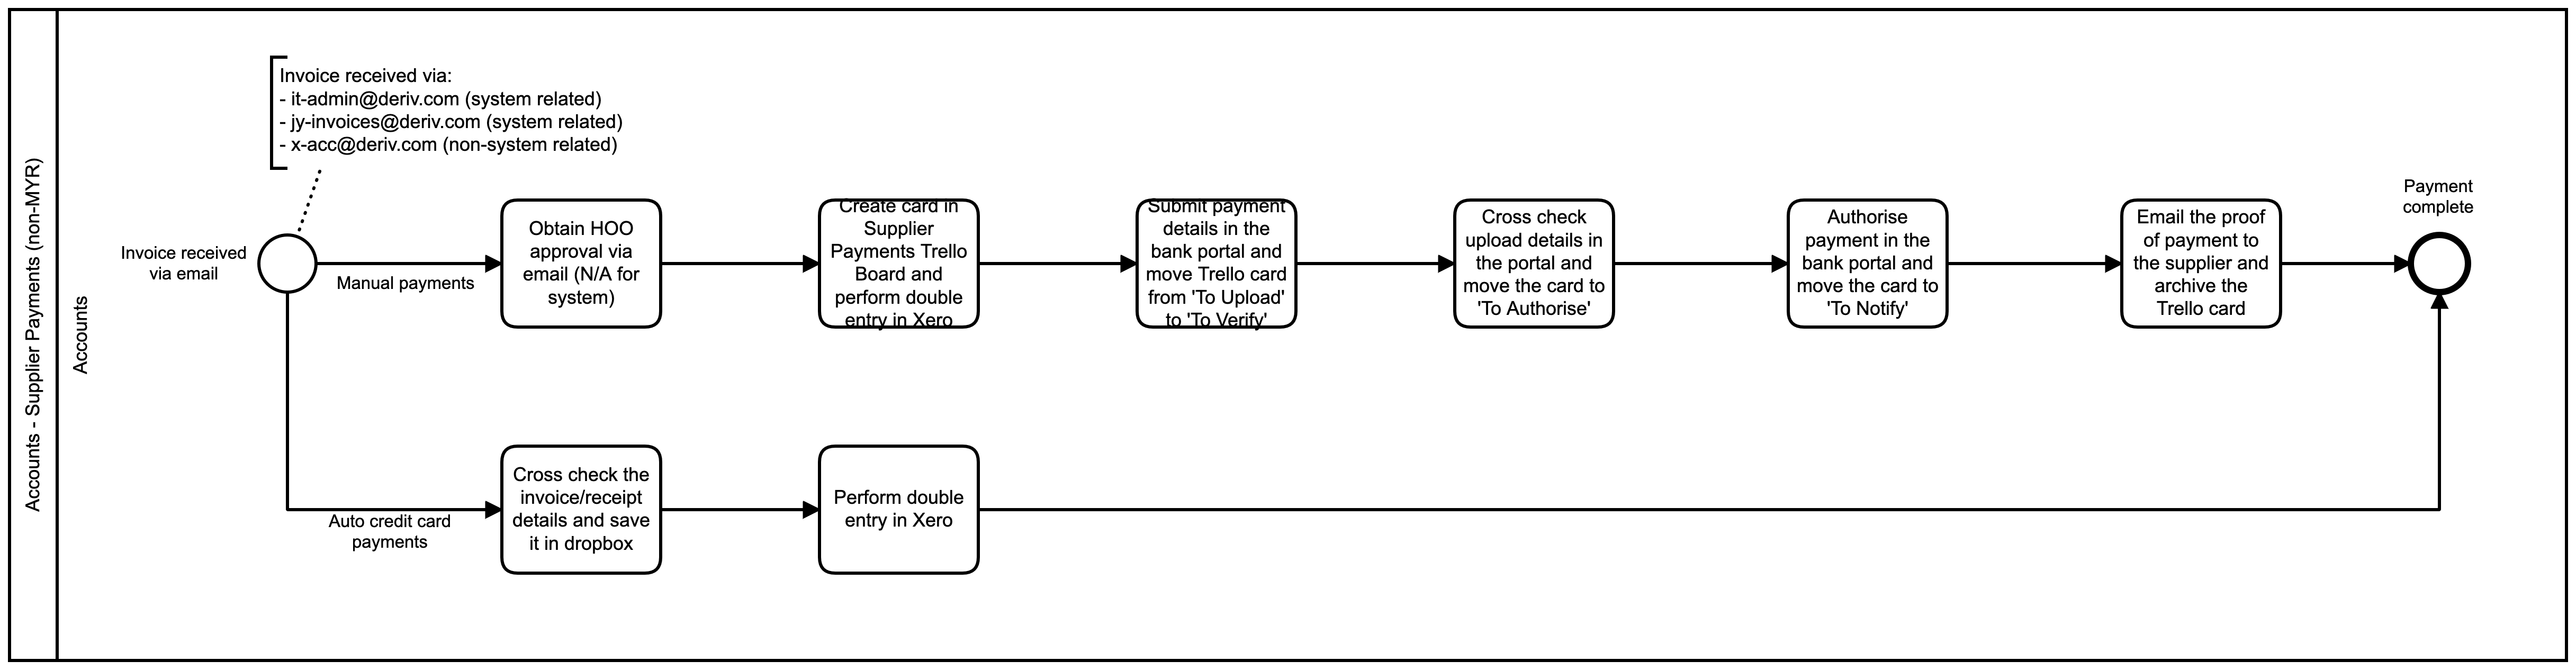 Accounts - Supplier Payments (non-MYR)
Accounts
Invoice received via:
- it-admin@deriv.com (system related)
- jy-invoices@deriv.com (system related)
- x-acc@deriv.com (non-system related)
Invoice received
via email
Manual payments
Obtain HOO
approval via
email (N/A for
system)
Create card in
Supplier
Payments Trello
Board and
perform double
entry in Xero
Submit payment
details in the
bank portal and
move Trello card
from 'To Upload'
to 'To Verify'
Cross check
upload details in
the portal and
move the card to
'To Authorise'
Authorise
payment in the
bank portal and
move the card to
'To Notify'
Email the proof
of payment to
the supplier and
archive the
Trello card
Payment
complete
Auto credit card
payments
Cross check the
invoice/receipt
details and save
it in dropbox
Perform double
entry in Xero